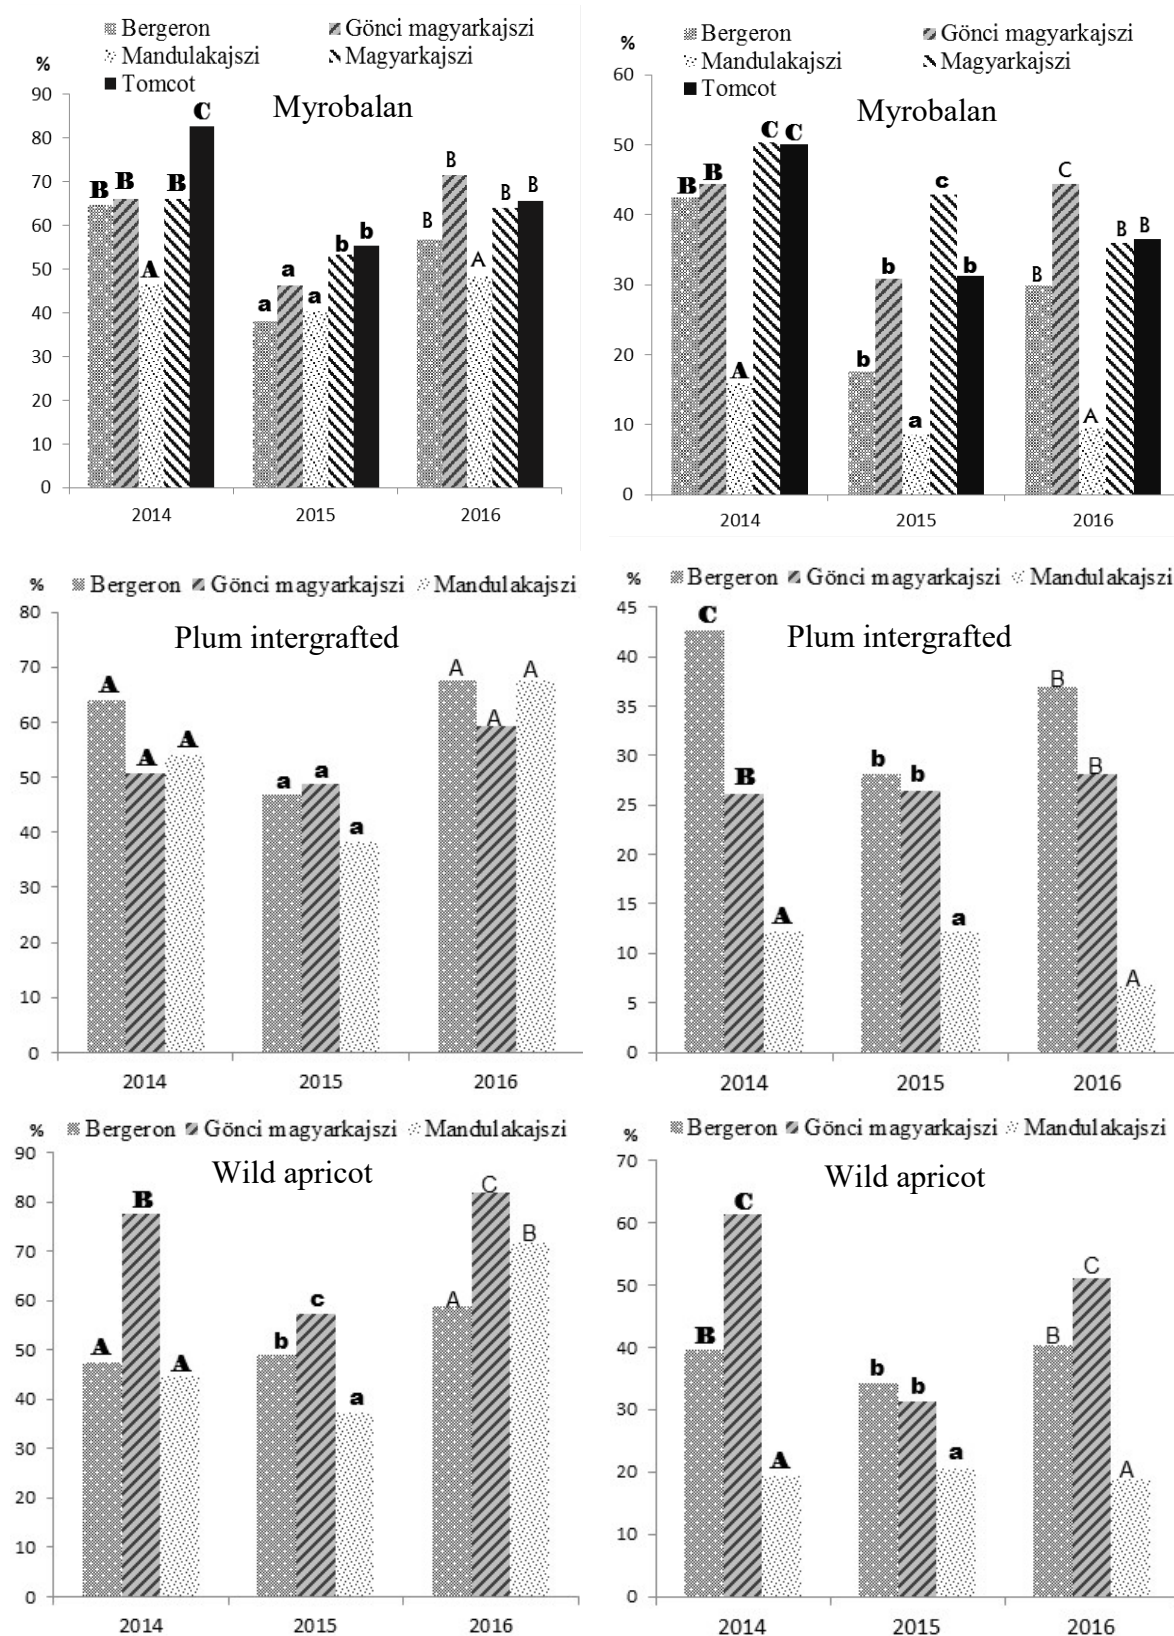 Bergeron Gönci magyarkajszi
Mandulakajszi Magyarkajszi
% Tomcot
Myrobalan
90
80
70
60
50
40
30
20
10
0
C
B B B
A
b b
a a a
B B B B
A
2014 2015 2016
Bergeron Gönci magyarkajszi
% Mandulakajszi Magyarkajszi
Tomcot
Myrobalan
60
50
40
30
20
10
0
B B A C C
b b a c b
B C A B B
2014 2015 2016
% Bergeron Gönci magyarkajszi Mandulakajszi
Plum intergrafted
80
70
60
50
40
30
20
10
0
A A A
a a a
A A A
2014 2015 2016
% Bergeron Gönci magyarkajszi Mandulakajszi
Plum intergrafted
45
40
35
30
25
20
15
10
5
0
C B A
b b a
B B A
2014 2015 2016
% Bergeron Gönci magyarkajszi Mandulakajszi
Wild apricot
90
80
70
60
50
40
30
20
10
0
A B A
b c a
A C B
2014 2015 2016
% Bergeron Gönci magyarkajszi Mandulakajszi
Wild apricot
70
60
50
40
30
20
10
0
B C A
b b a
B C A
2014 2015 2016